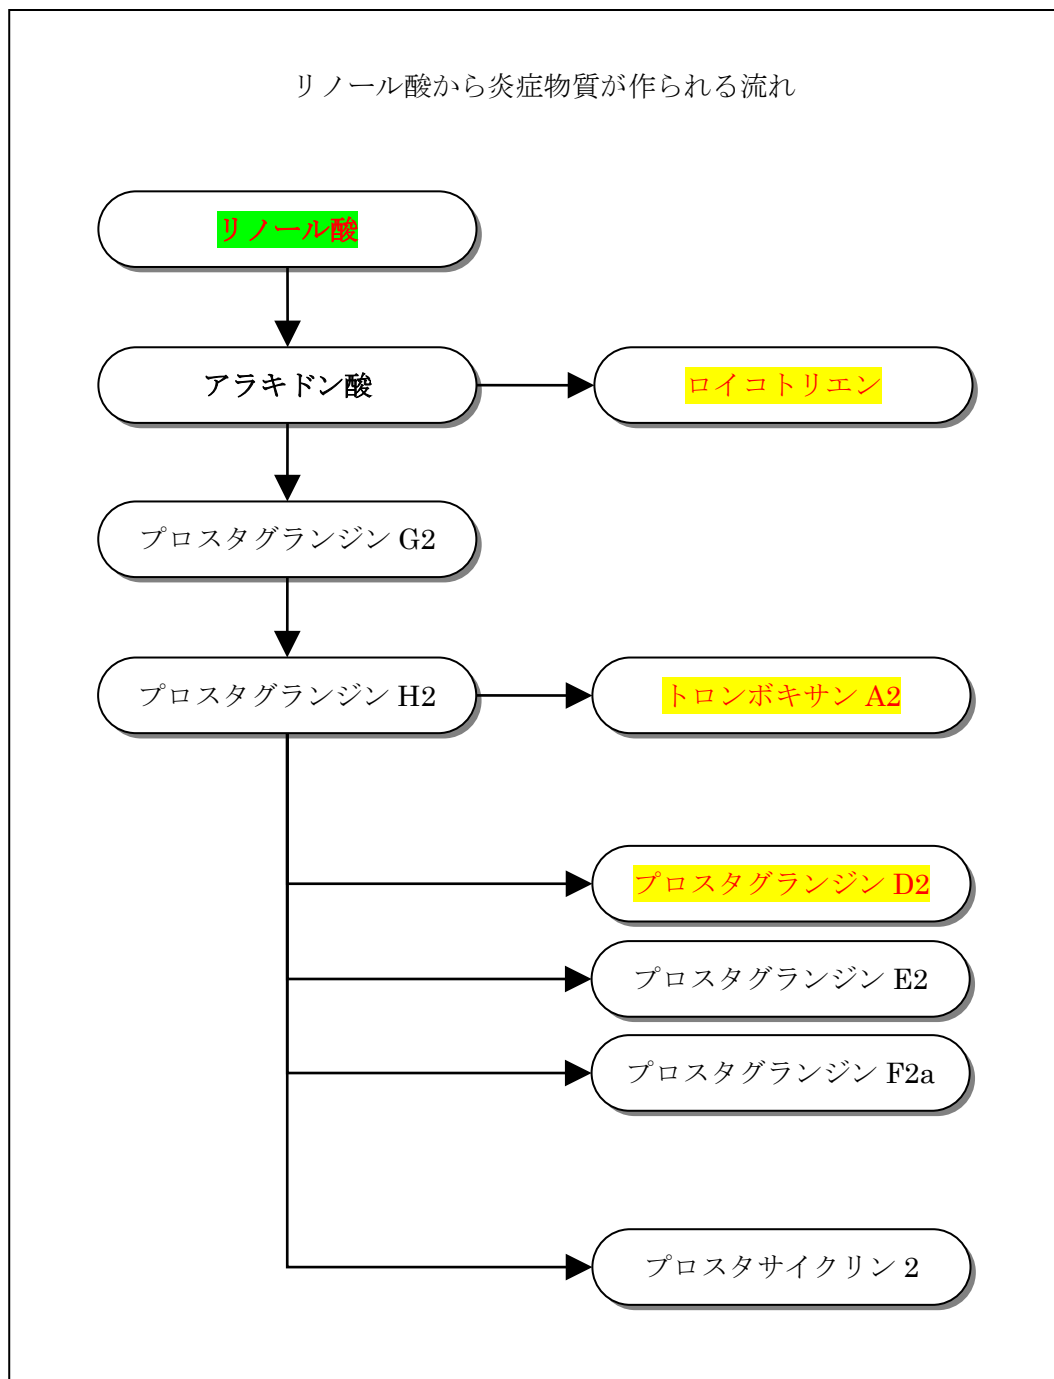 リノール酸から炎症物質が作られる流れ
リノール酸
アラキドン酸
ロイコトリエン
プロスタグランジン G2
プロスタグランジン H2
トロンボキサン A2
プロスタグランジン D2
プロスタグランジン E2
プロスタグランジン F2a
プロスタサイクリン 2